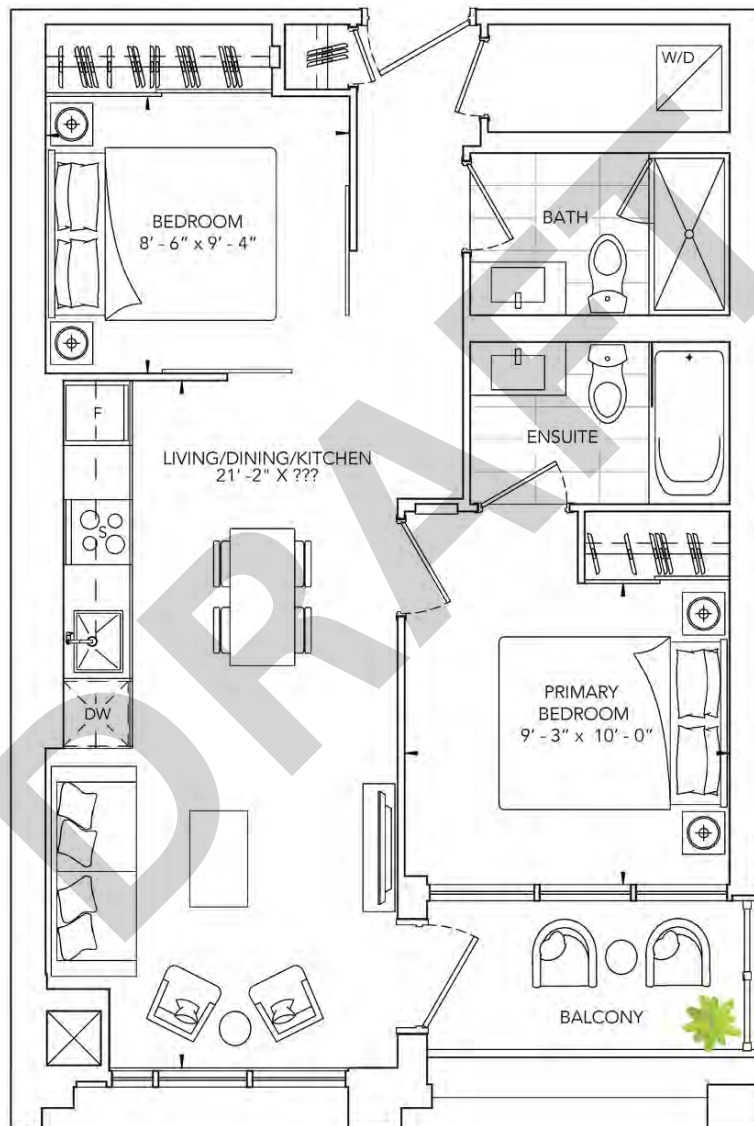 W/D
BEDROOM
8' - 6" x 9' - 4"
BATH
F
ENSUITE
LIVING/DINING/KITCHEN
21' -2" X ???
S
DW
PRIMARY
BEDROOM
9' - 3" x 10' - 0"
BALCONY
DRAFT